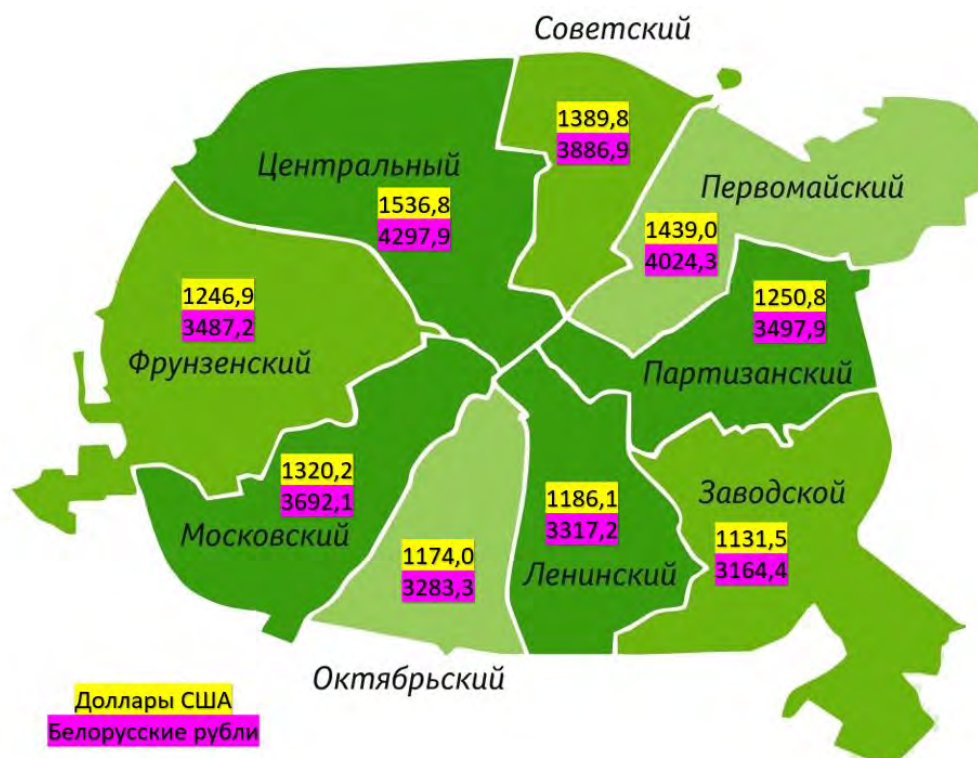 Советский
1389,8
3886,9
Центральный
1536,8
4297,9
Первомайский
1439,0
4024,3
1246,9
3487,2
Фрунзенский
1250,8
3497,9
Партизанский
1320,2
3692,1
Московский
1186,1
3317,2
Ленинский
Заводской
1131,5
3164,4
1174,0
3283,3
Октябрьский
Доллары США
Белорусские рубли